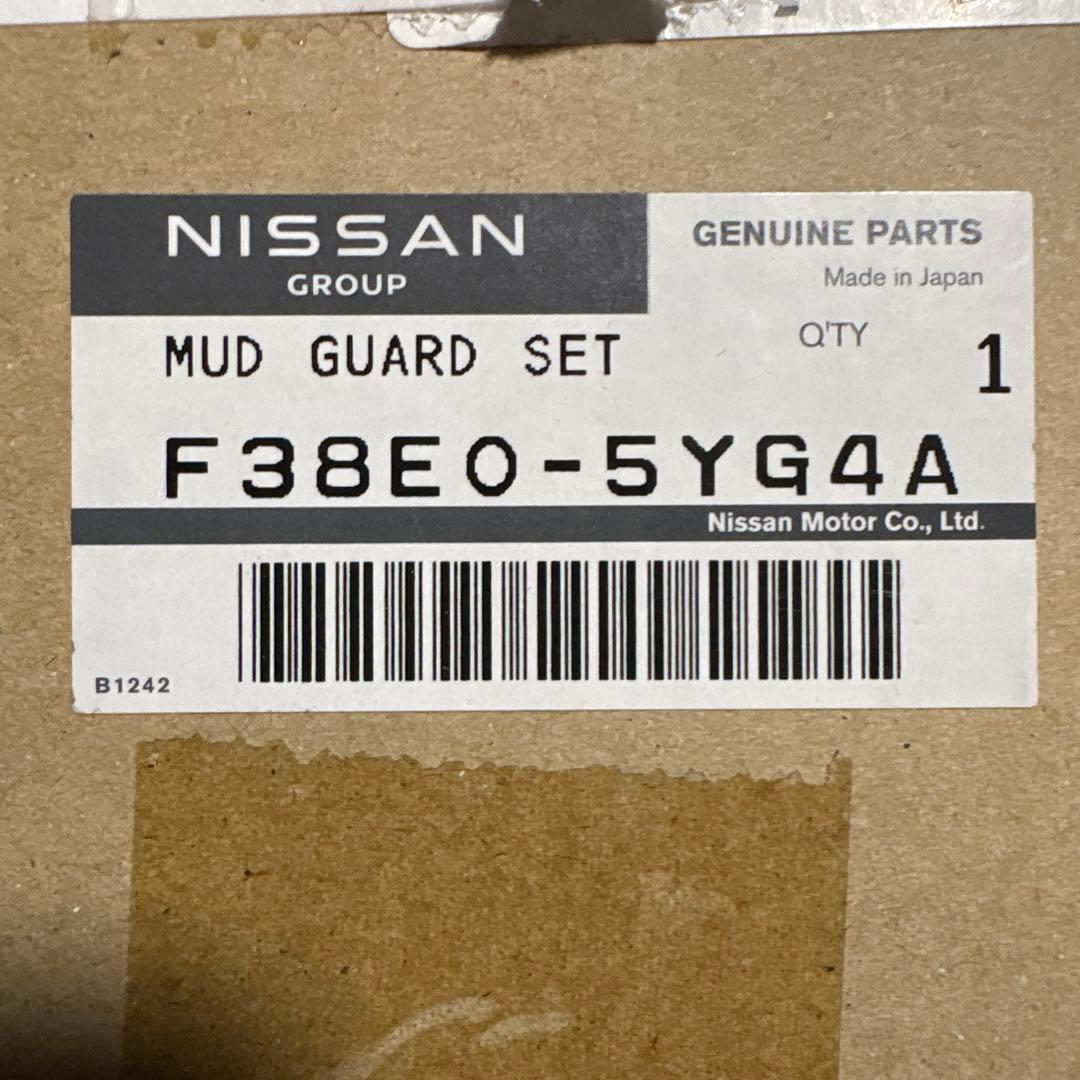 NISSAN
GROUP
GENUINE PARTS
Made in Japan
MUD GUARD SET
Q'TY 1
F38E0-5YG4A
Nissan Motor Co., Ltd.
B1242